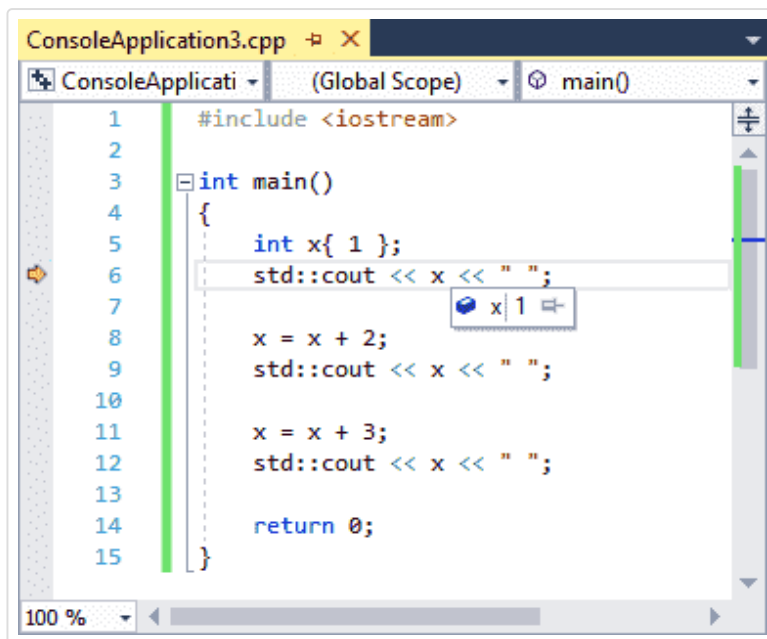 ConsoleApplication3.cpp
ConsoleApplicati (Global Scope) main()
1 #include <iostream>
2
3 int main()
4 {
5 int x{ 1 };
6 std::cout << x << " ";
x 1
7
8 x = x + 2;
9 std::cout << x << " ";
10
11 x = x + 3;
12 std::cout << x << " ";
13
14 return 0;
15 }
100 %